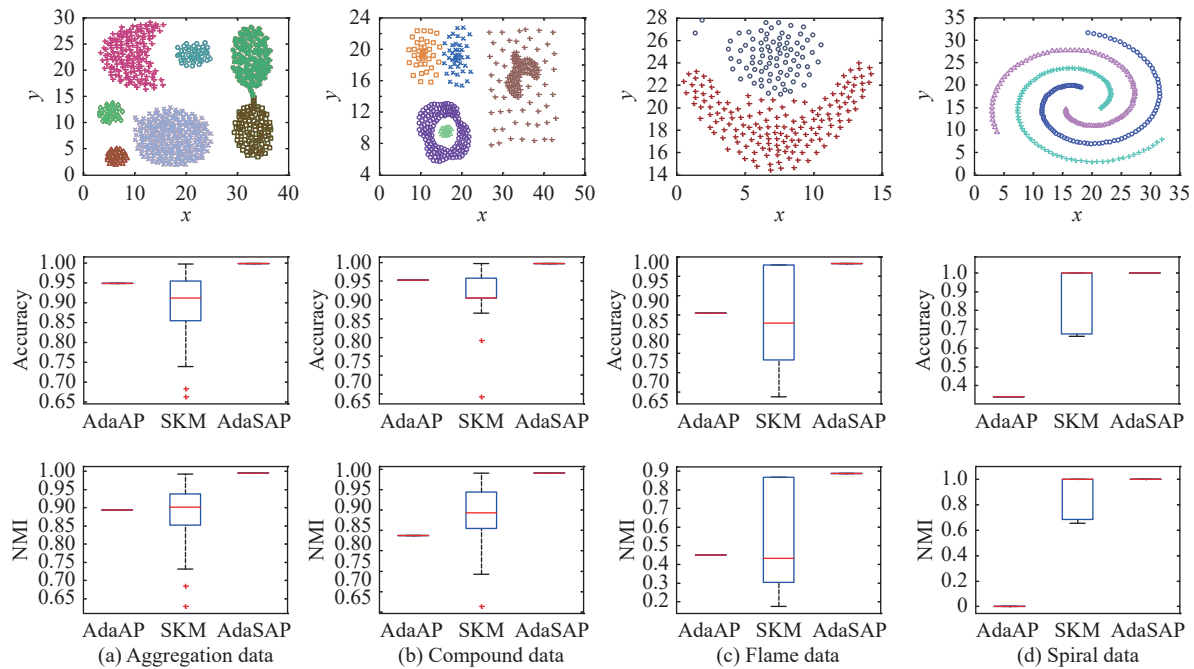 y
30
25
20
15
10
5
0
0 10 20 30 40
x
y
24
20
16
12
8
4
0 10 20 30 40 50
x
y
28
26
24
22
20
18
16
14
0 5 10 15
x
y
35
30
25
20
15
10
5
0
0 5 10 15 20 25 30 35
x
Accuracy
1.00
0.95
0.90
0.85
0.80
0.75
0.70
0.65
AdaAP SKM AdaSAP
Accuracy
1.00
0.95
0.90
0.85
0.80
0.75
0.70
0.65
AdaAP SKM AdaSAP
Accuracy
1.00
0.95
0.90
0.85
0.80
0.75
0.70
0.65
AdaAP SKM AdaSAP
Accuracy
1.0
0.9
0.8
0.7
0.6
0.5
0.4
AdaAP SKM AdaSAP
NMI
1.00
0.95
0.90
0.85
0.80
0.75
0.70
0.65
AdaAP SKM AdaSAP
(a) Aggregation data
NMI
1.00
0.95
0.90
0.85
0.80
0.75
0.70
0.65
AdaAP SKM AdaSAP
(b) Compound data
NMI
0.9
0.8
0.7
0.6
0.5
0.4
0.3
0.2
AdaAP SKM AdaSAP
(c) Flame data
NMI
1.0
0.8
0.6
0.4
0.2
0
AdaAP SKM AdaSAP
(d) Spiral data